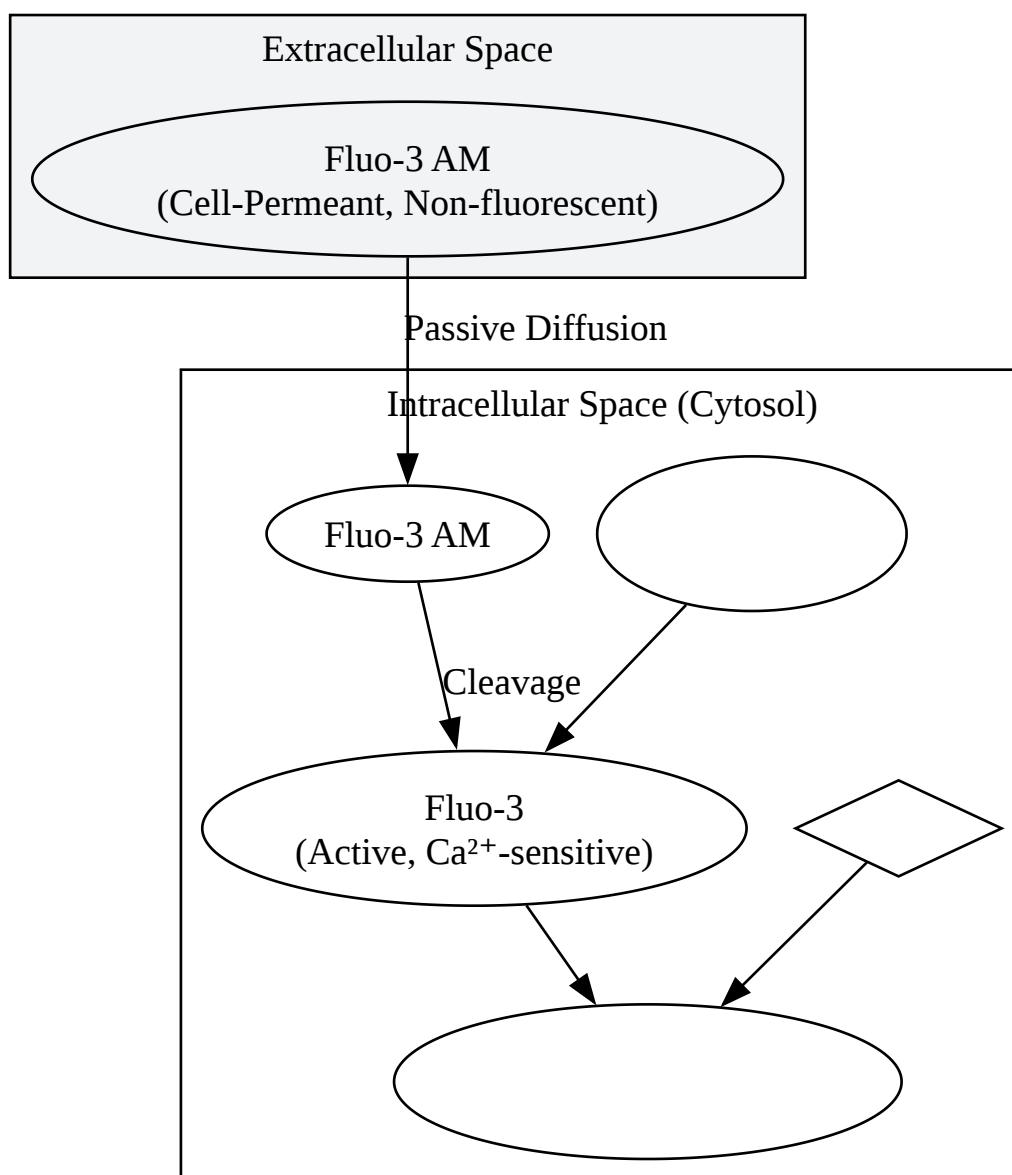 Extracellular Space
Fluo-3 AM
(Cell-Permeant, Non-fluorescent)
Passive Diffusion
Intracellular Space (Cytosol)
Fluo-3 AM
Cleavage
Fluo-3
(Active, Ca²⁺-sensitive)